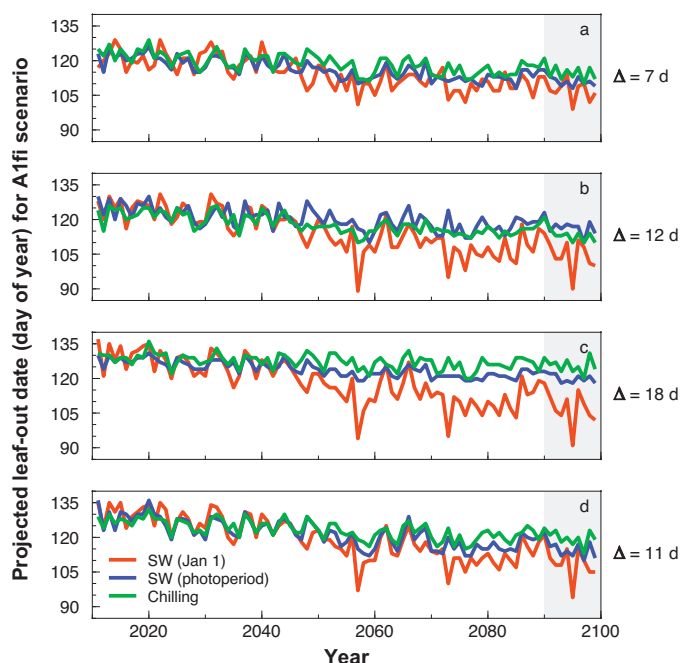 Projected leaf-out date (day of year) for A1fi scenario
135
120
105
90
a
Δ = 7 d
135
120
105
90
b
Δ = 12 d
135
120
105
90
c
Δ = 18 d
135
120
105
90
d
Δ = 11 d
SW (Jan 1)
SW (photoperiod)
Chilling
2020 2040 2060 2080 2100
Year